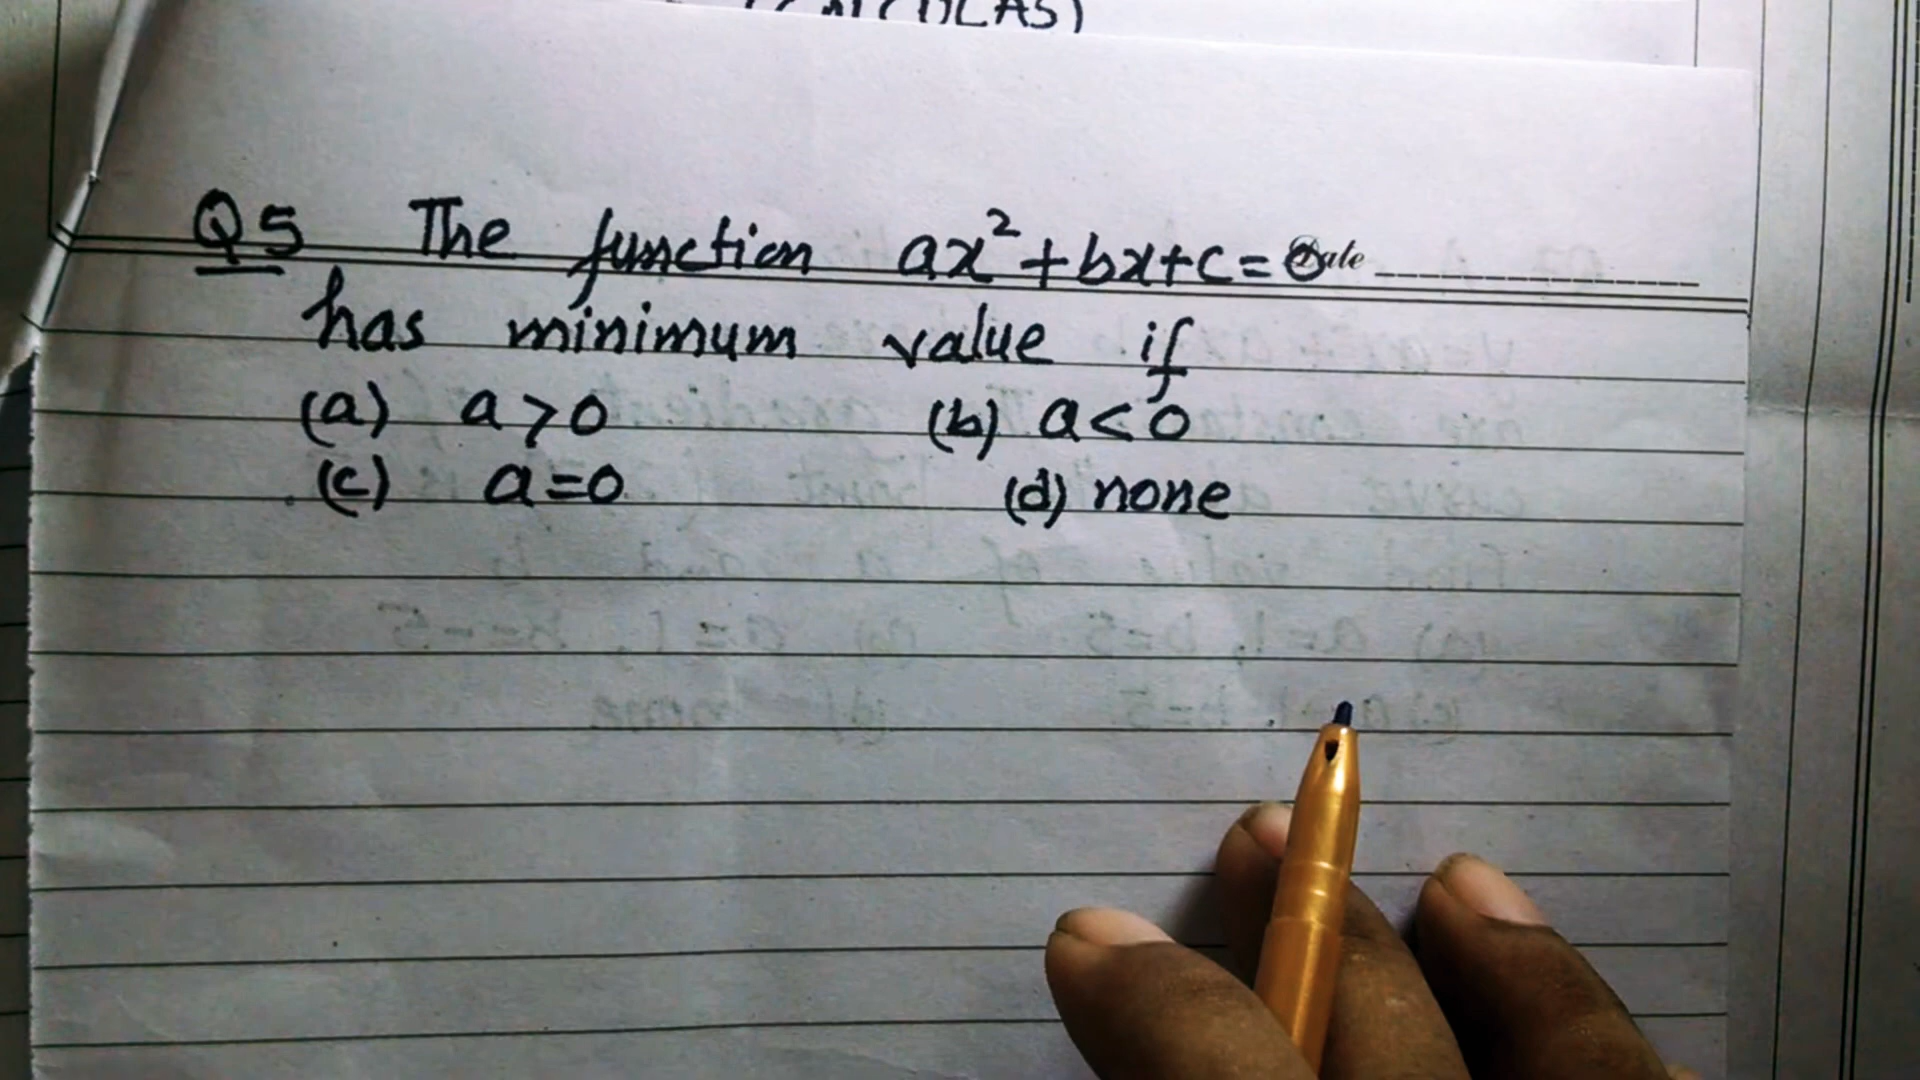 Q5 The function ax²+bx+c=0 Date
has minimum value if
(a) a>0 (b) a<0
(c) a=0 (d) none